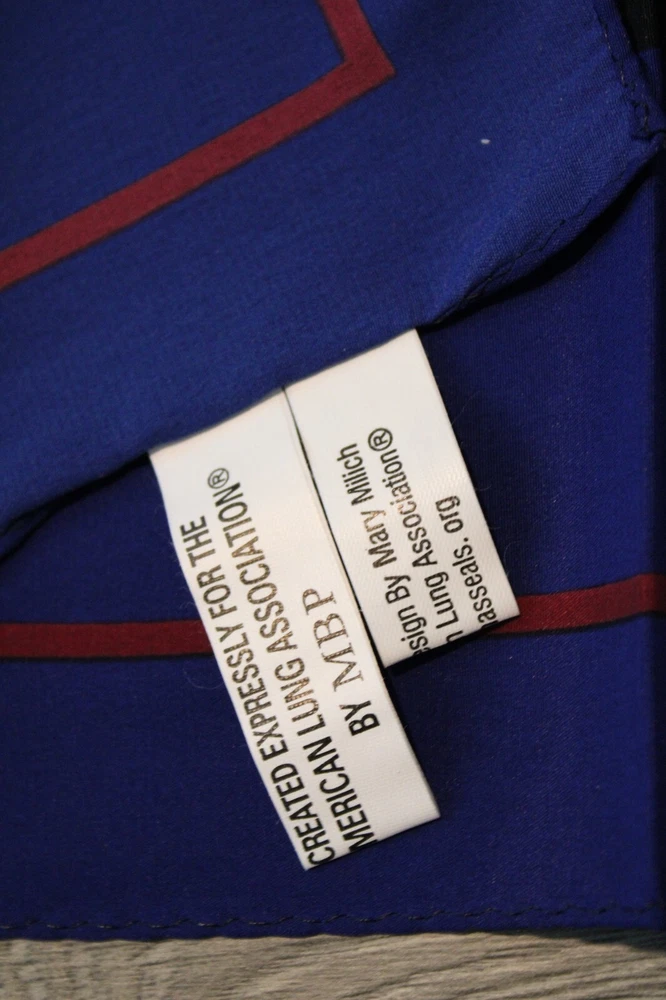 CREATED EXPRESSLY FOR THE
MERICAN LUNG ASSOCIATION®
BY MBP
sign By Mary Milich
n Lung Association®
asseals. org